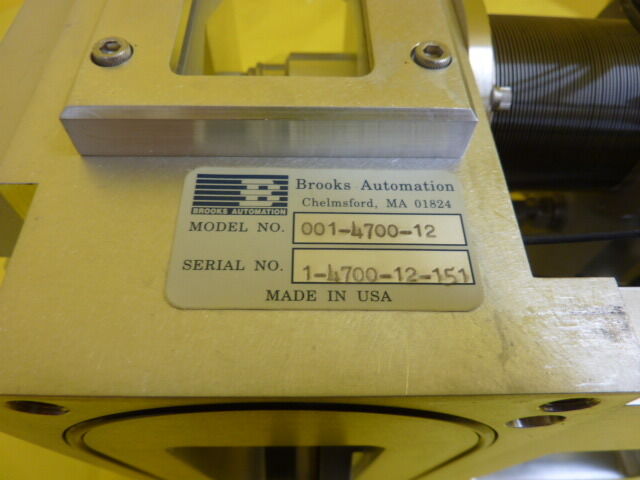 BROOKS AUTOMATION
Brooks Automation
Chelmsford, MA 01824
MODEL NO. 001-4700-12
SERIAL NO. 1-4700-12-151
MADE IN USA